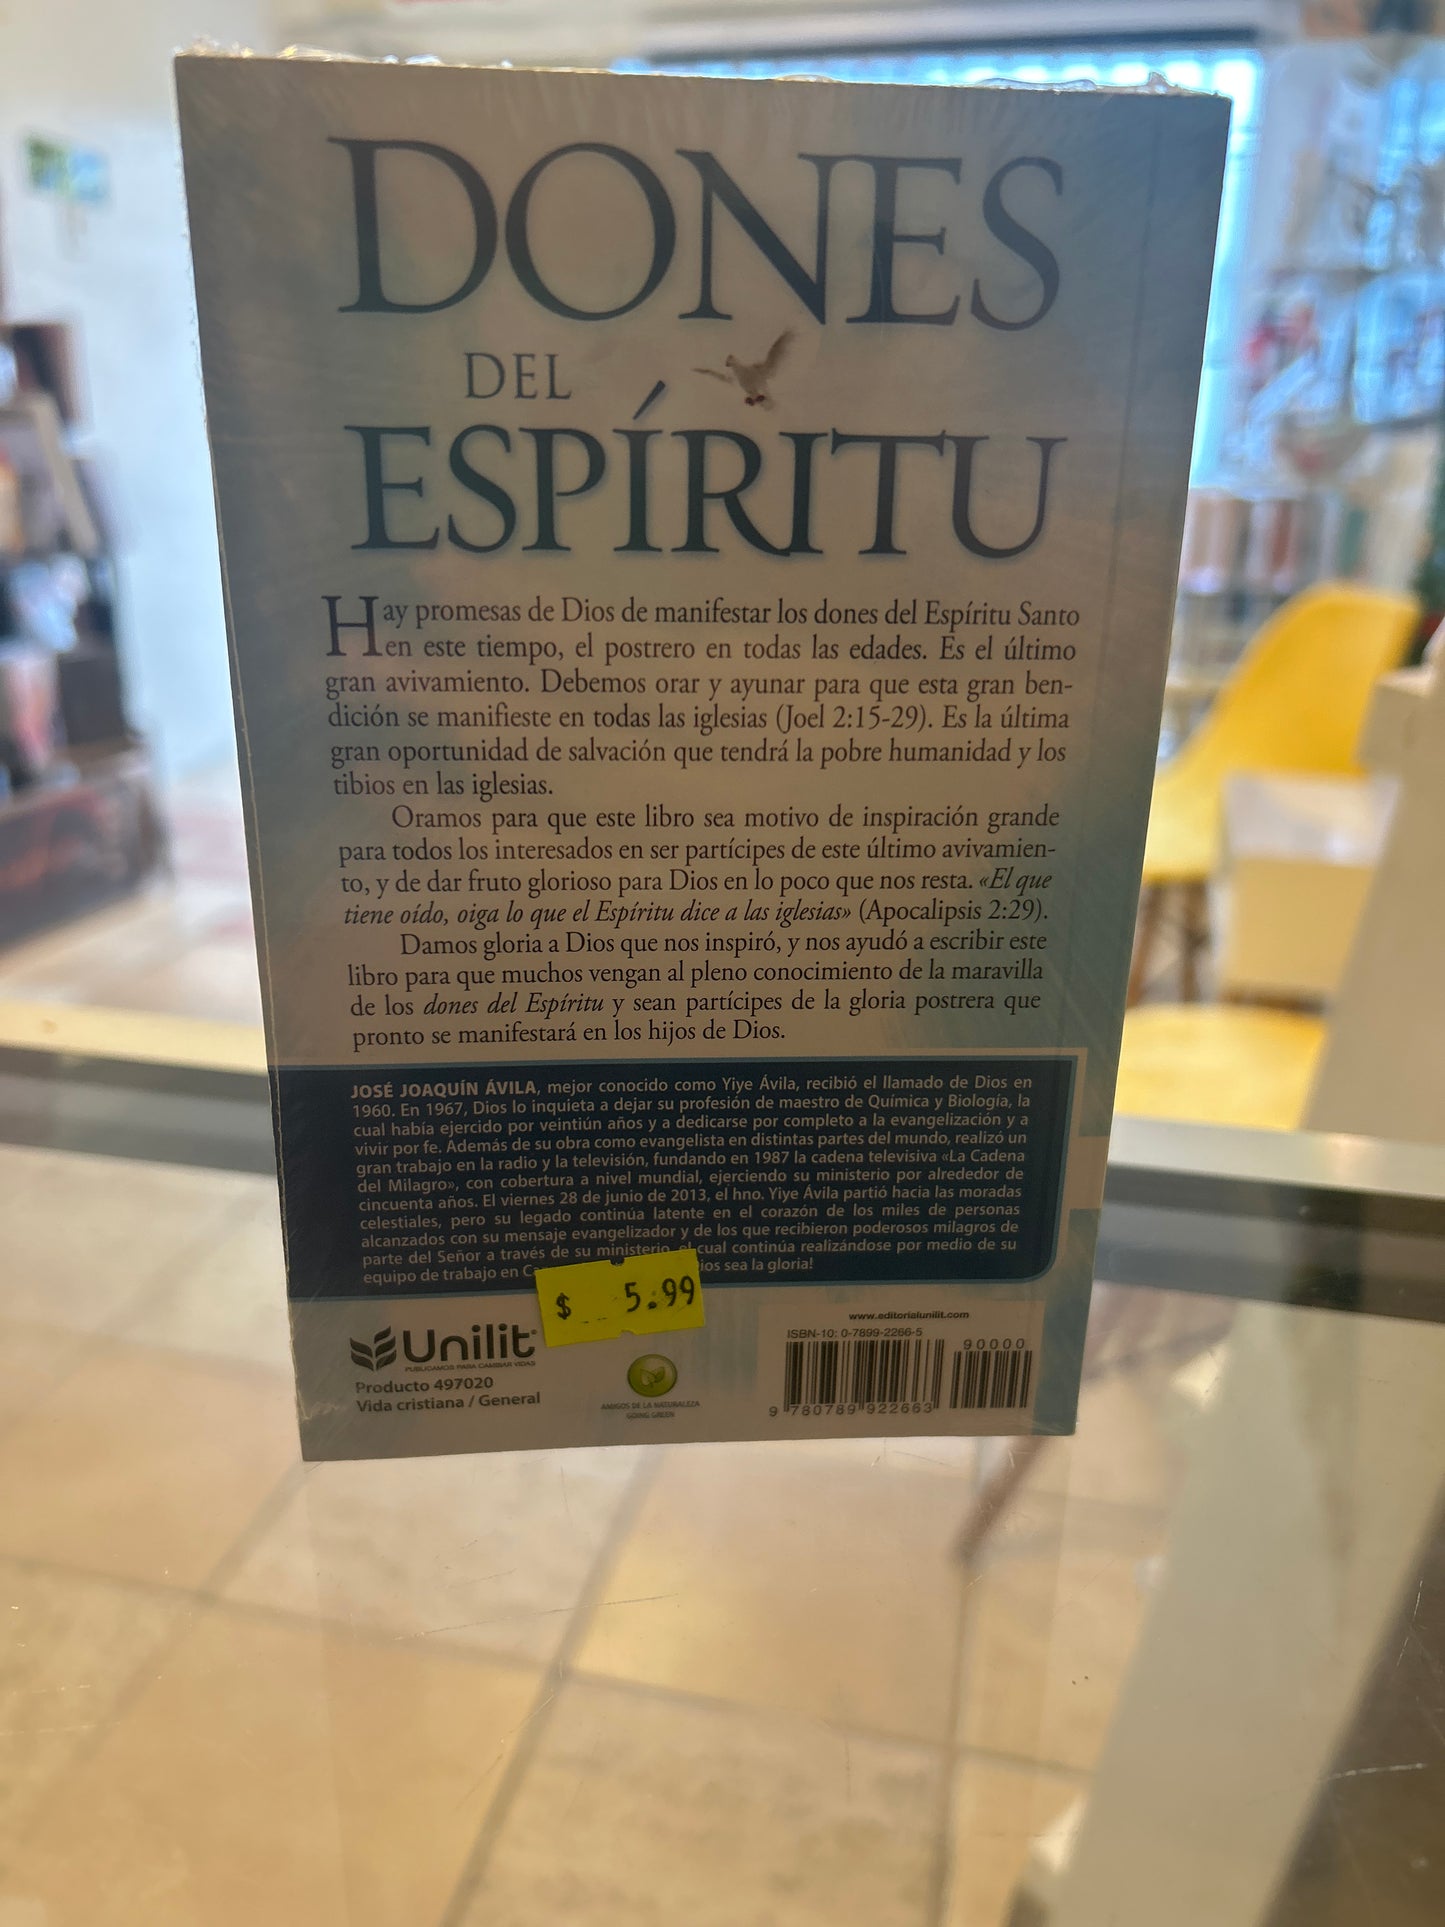 DONES
DEL
ESPÍRITU
Hay promesas de Dios de manifestar los dones del Espíritu Santo
en este tiempo, el postrero en todas las edades. Es el último
gran avivamiento. Debemos orar y ayunar para que esta gran ben-
dición se manifieste en todas las iglesias (Joel 2:15-29). Es la última
gran oportunidad de salvación que tendrá la pobre humanidad y los
tibios en las iglesias.
Oramos para que este libro sea motivo de inspiración grande
para todos los interesados en ser partícipes de este último avivamien-
to, y de dar fruto glorioso para Dios en lo poco que nos resta. «El que
tiene oído, oiga lo que el Espíritu dice a las iglesias» (Apocalipsis 2:29).
Damos gloria a Dios que nos inspiró, y nos ayudó a escribir este
libro para que muchos vengan al pleno conocimiento de la maravilla
de los dones del Espíritu y sean partícipes de la gloria postrera que
pronto se manifestará en los hijos de Dios.
JOSÉ JOAQUÍN ÁVILA, mejor conocido como Yiye Ávila, recibió el llamado de Dios en
1960. En 1967, Dios lo inquieta a dejar su profesión de maestro de Química y Biología, la
cual había ejercido por veintiún años y a dedicarse por completo a la evangelización y a
vivir por fe. Además de su obra como evangelista en distintas partes del mundo, realizó un
gran trabajo en la radio y la televisión, fundando en 1987 la cadena televisiva «La Cadena
del Milagro», con cobertura a nivel mundial, ejerciendo su ministerio por alrededor de
cincuenta años. El viernes 28 de junio de 2013, el hno. Yiye Ávila partió hacia las moradas
celestiales, pero su legado continúa latente en el corazón de los miles de personas
alcanzados con su mensaje evangelizador y de los que recibieron poderosos milagros de
parte del Señor a través de su ministerio, el cual continúa realizándose por medio de su
equipo de trabajo en sea la gloria!
$ 5.99
Unilit
PUBLICAMOS PARA CAMBIAR VIDAS
Producto 497020
Vida cristiana / General
AMIGOS DE LA NATURALEZA
GOING GREEN
www.editorialunilit.com
ISBN-10: 0-7899-2266-5
90000
9 780789 922663